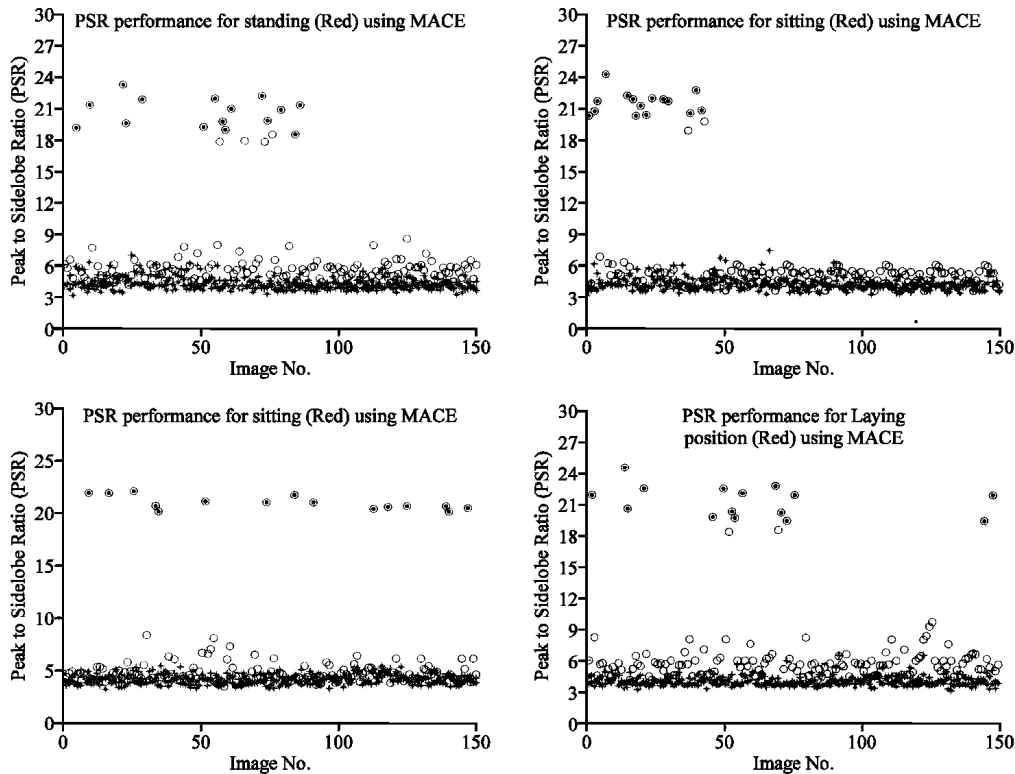 PSR performance for standing (Red) using MACE
Peak to Sidelobe Ratio (PSR)
30
27
24
21
18
15
12
9
6
3
0
0 50 100 150
Image No.
PSR performance for sitting (Red) using MACE
Peak to Sidelobe Ratio (PSR)
30
27
24
21
18
15
12
9
6
3
0
0 50 100 150
Image No.
PSR performance for sitting (Red) using MACE
Peak to Sidelobe Ratio (PSR)
30
25
20
15
10
5
0
0 50 100 150
Image No.
PSR performance for Laying
position (Red) using MACE
Peak to Sidelobe Ratio (PSR)
30
27
24
21
18
15
12
9
6
3
0
0 50 100 150
Image No.